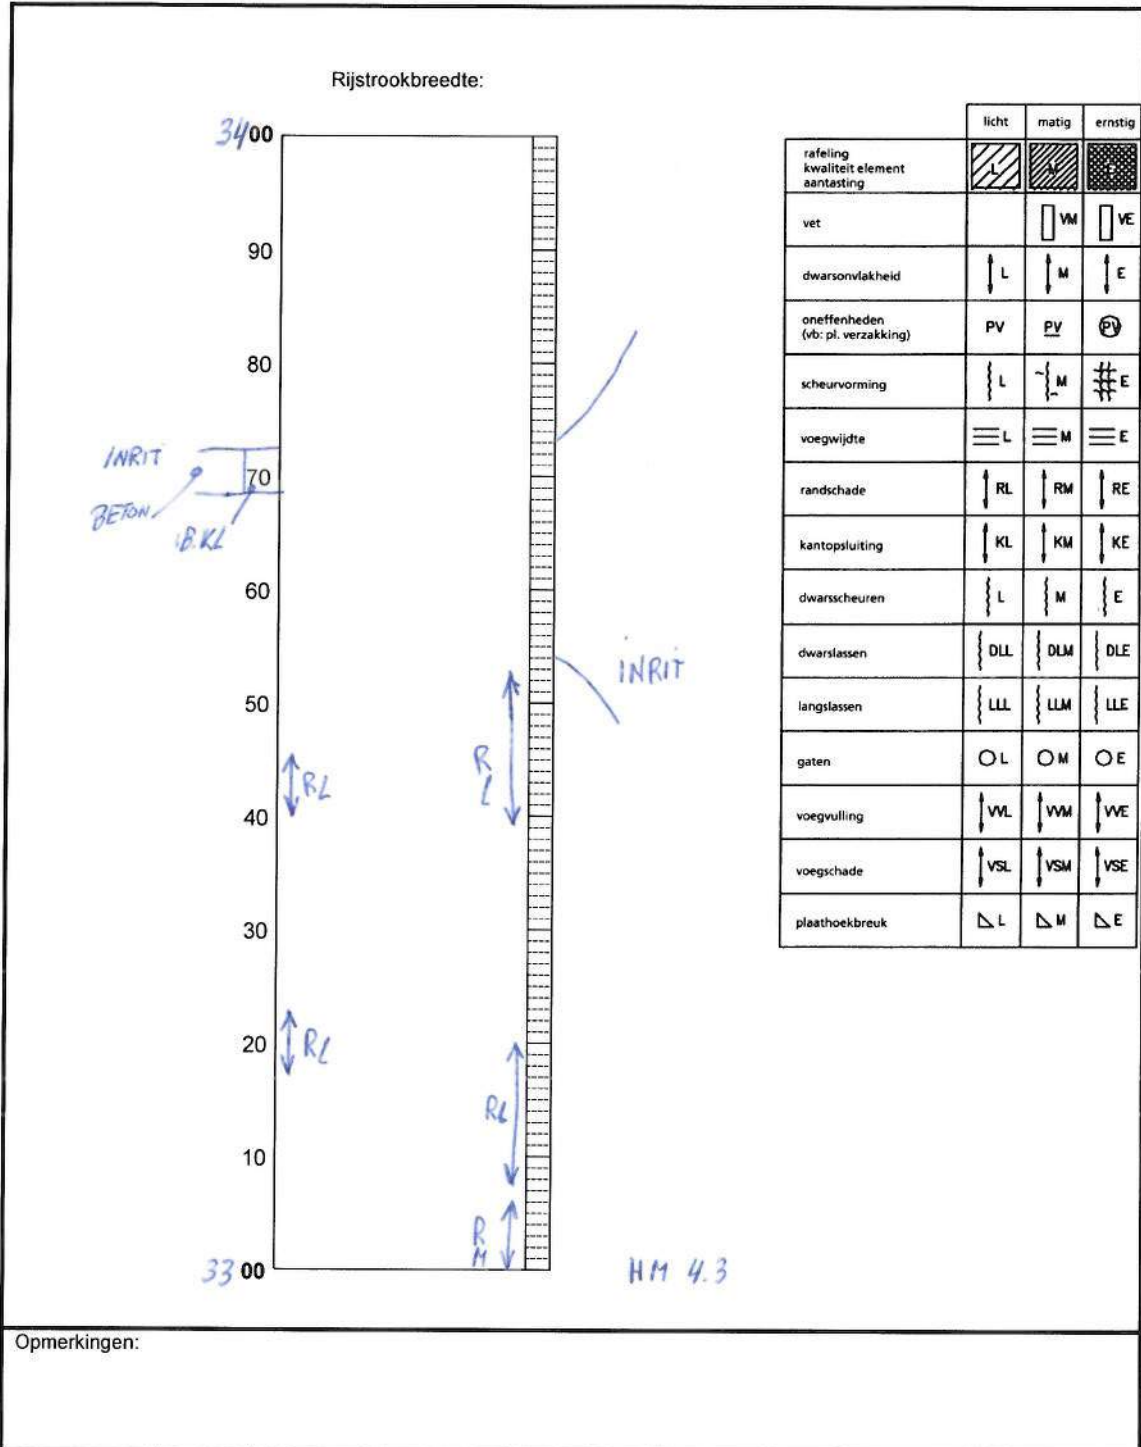 Rijstrookbreedte:
3400
90
80
INRIT
70
BETON
B.KL
60
INRIT
50
R
L
RL
40
30
20
RL
RL
10
R
M
3300
HM 4.3
licht matig ernstig
rafeling
kwaliteit element
aantasting
L M E
vet
VM VE
dwarsonvlakheid
L M E
oneffenheden
(vb: pl. verzakking)
PV PV PV
scheurvorming
L M E
voegwijdte
L M E
randschade
RL RM RE
kantopsluiting
KL KM KE
dwarsscheuren
L M E
dwarslassen
DLL DLM DLE
langslassen
LLL LLM LLE
gaten
L M E
voegvulling
VVL VVM VVE
voegschade
VSL VSM VSE
plaathoekbreuk
L M E
Opmerkingen: